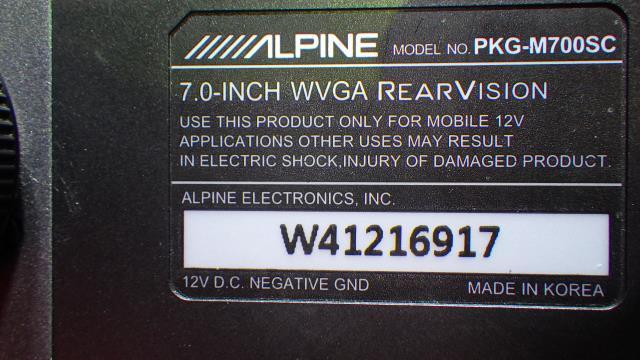 ALPINE MODEL NO. PKG-M700SC
7.0-INCH WVGA REARVISION
USE THIS PRODUCT ONLY FOR MOBILE 12V
APPLICATIONS OTHER USES MAY RESULT
IN ELECTRIC SHOCK,INJURY OF DAMAGED PRODUCT.
ALPINE ELECTRONICS, INC.
W41216917
12V D.C. NEGATIVE GND MADE IN KOREA